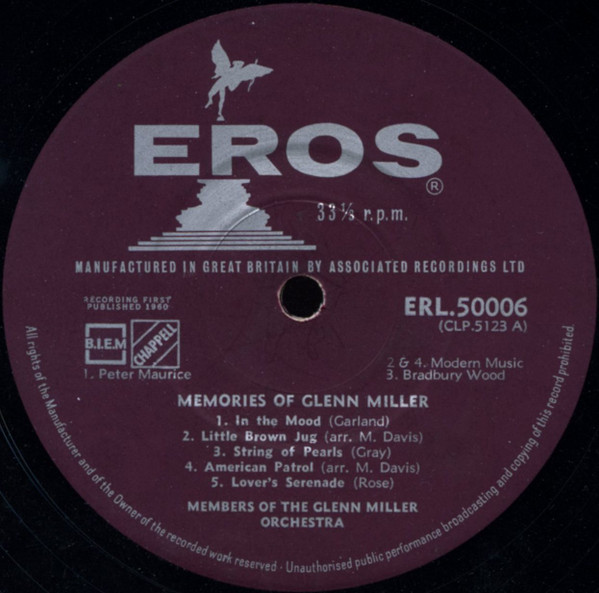 EROS
®
33⅓ r.p.m.
MANUFACTURED IN GREAT BRITAIN BY ASSOCIATED RECORDINGS LTD
RECORDING FIRST
PUBLISHED 1960
ERL.50006
(CLP.5123 A)
B.I.E.M
CHAPPELL
1. Peter Maurice
2 & 4. Modern Music
3. Bradbury Wood
MEMORIES OF GLENN MILLER
1. In the Mood (Garland)
2. Little Brown Jug (arr. M. Davis)
3. String of Pearls (Gray)
4. American Patrol (arr. M. Davis)
5. Lover's Serenade (Rose)
MEMBERS OF THE GLENN MILLER
ORCHESTRA
All rights of the Manufacturer and of the Owner of the recorded work reserved - Unauthorised public performance broadcasting and copying of this record prohibited.